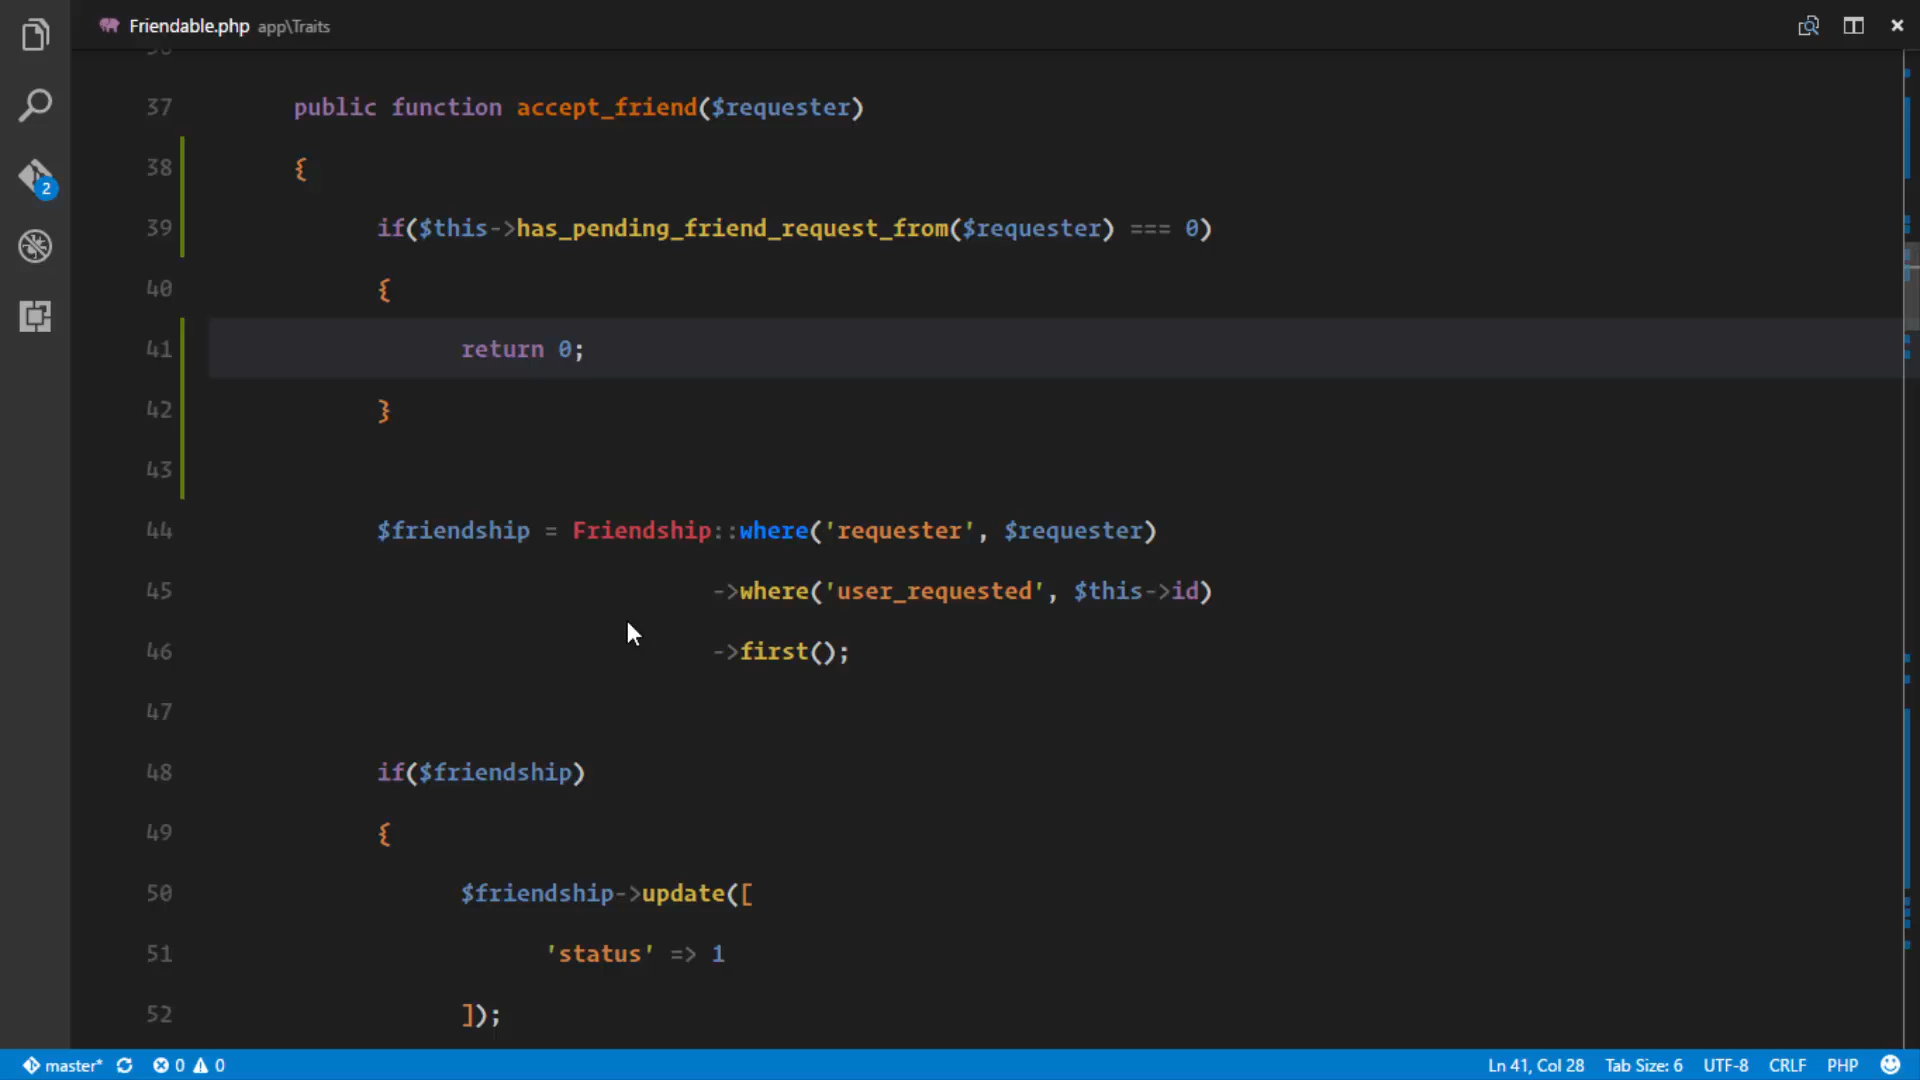 Friendable.php app\Traits
37 public function accept_friend($requester)
38 {
39 if($this->has_pending_friend_request_from($requester) === 0)
40 {
41 return 0;
42 }
43
44 $friendship = Friendship::where('requester', $requester)
45 ->where('user_requested', $this->id)
46 ->first();
47
48 if($friendship)
49 {
50 $friendship->update([
51 'status' => 1
52 ]);
2
master* 0 0 Ln 41, Col 28 Tab Size: 6 UTF-8 CRLF PHP